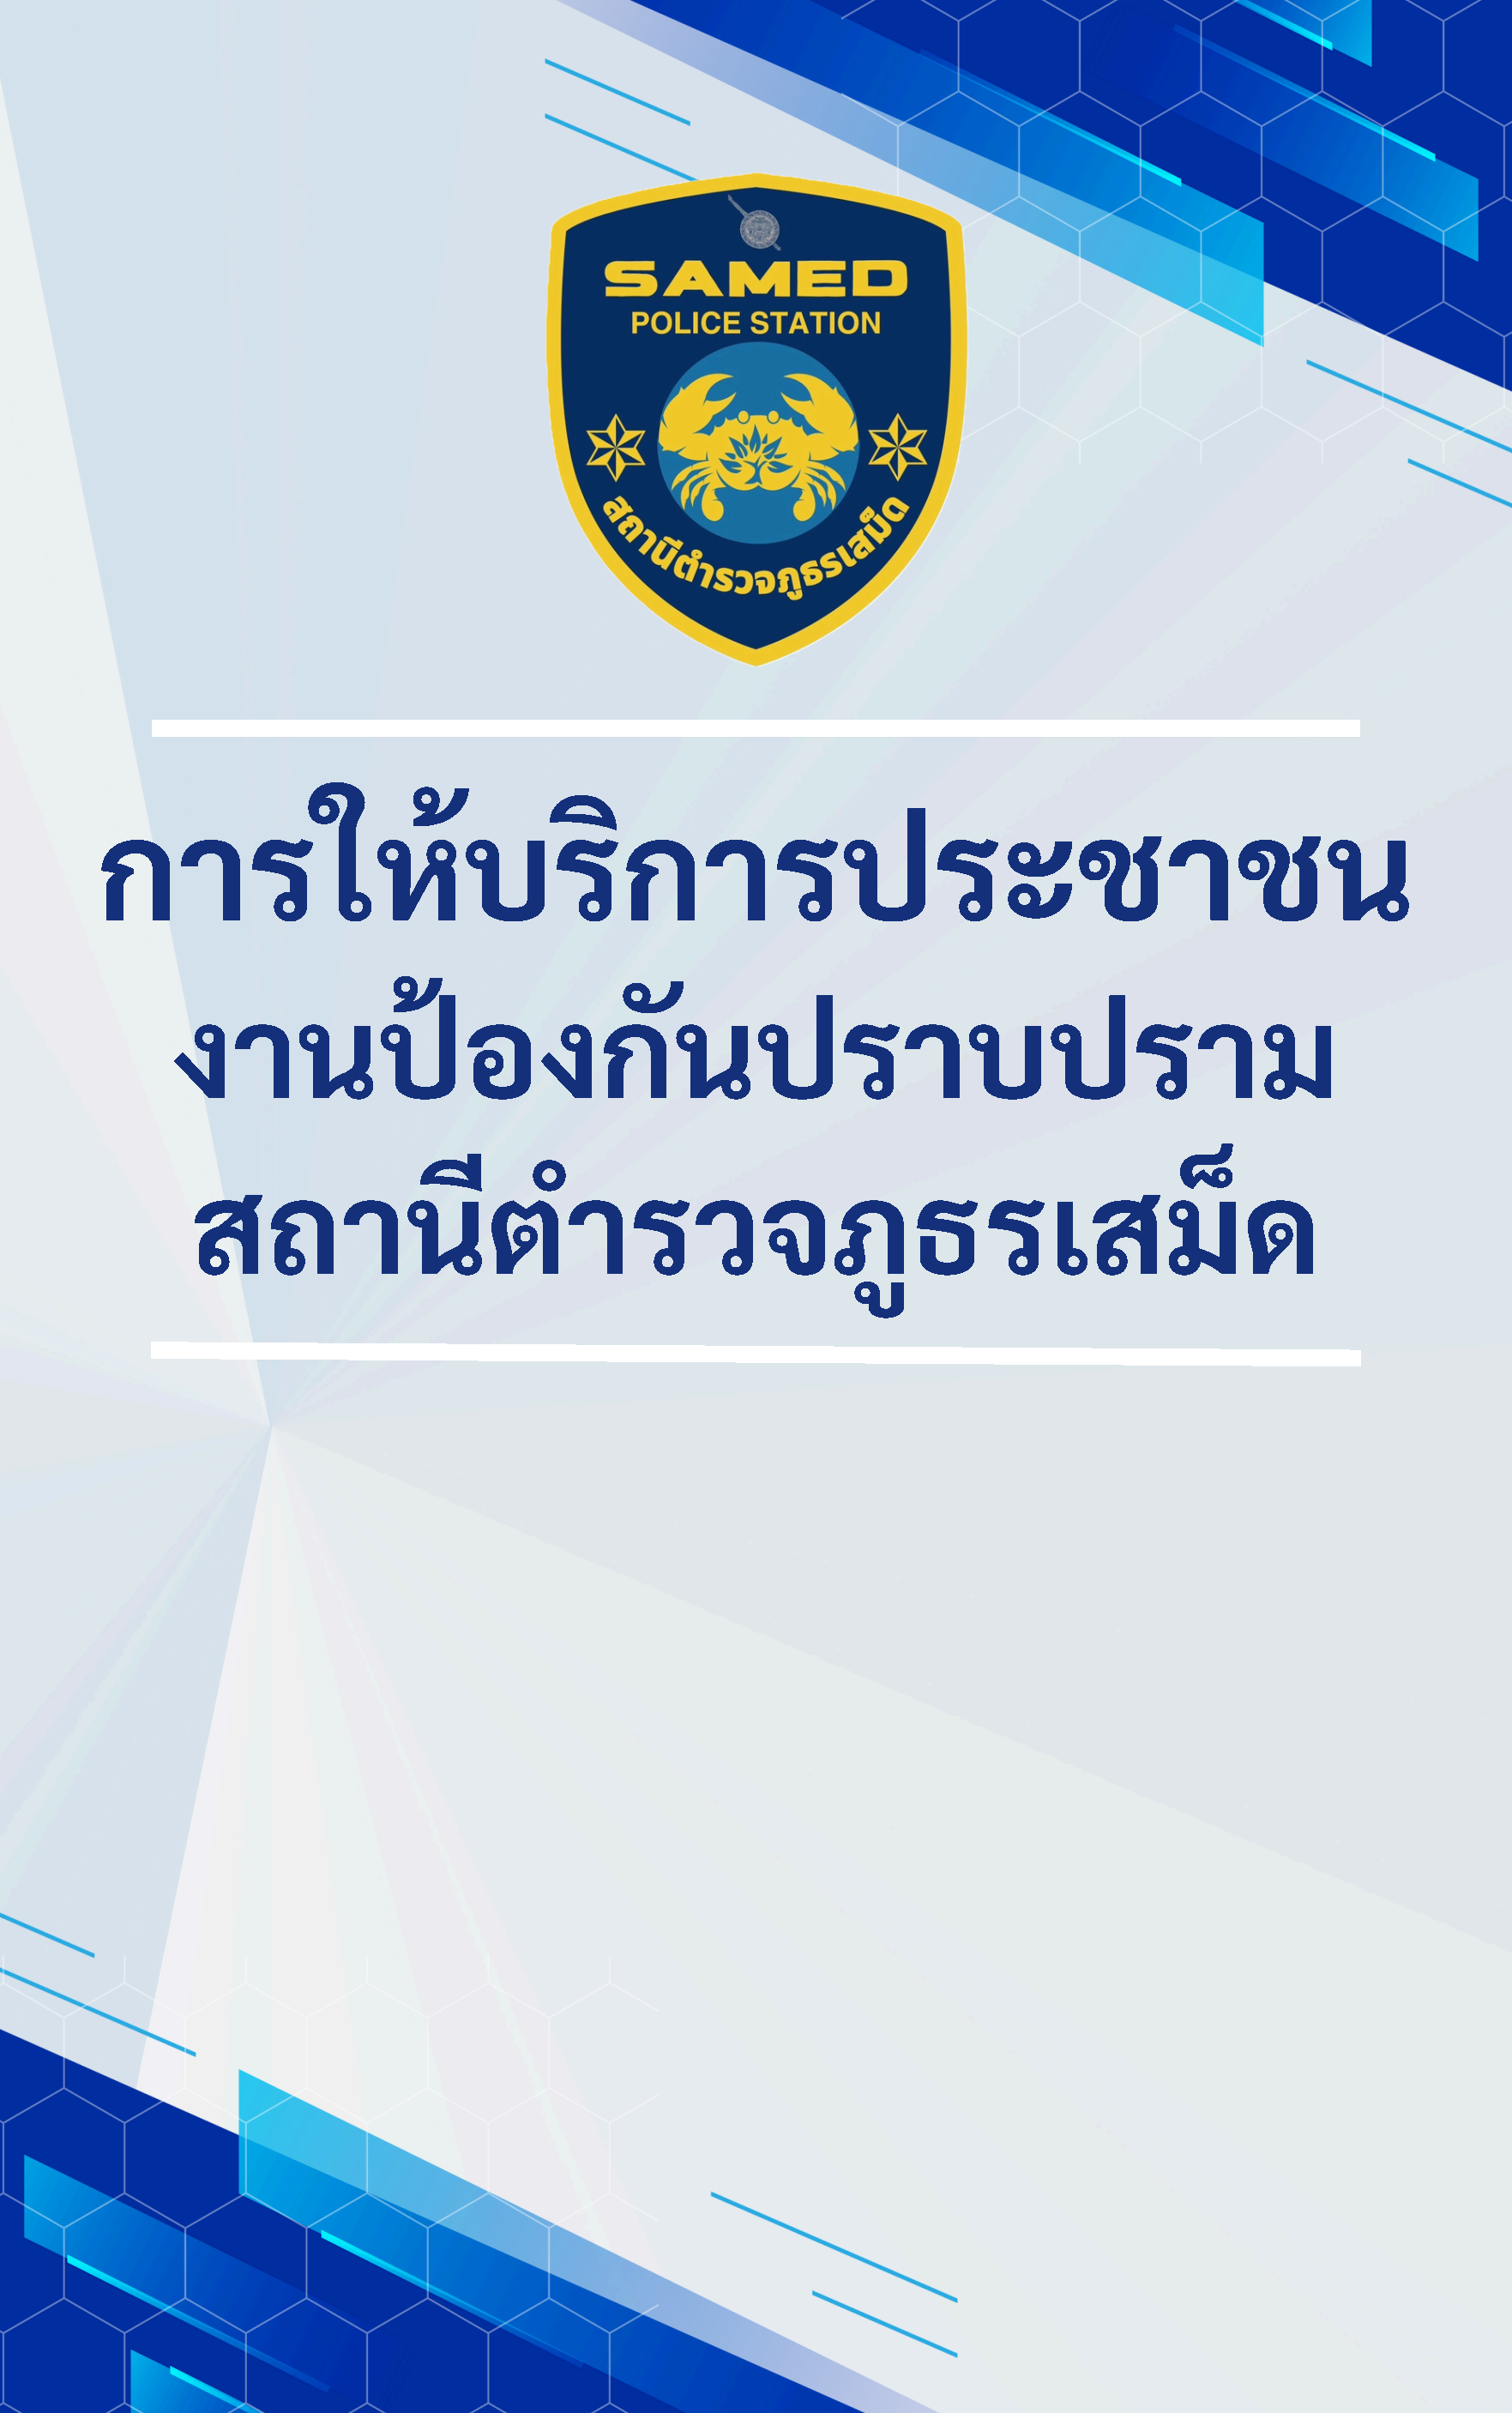 SAMED
POLICE STATION
สถานีตำรวจภูธรเสม็ด
การให้บริการประชาชน
งานป้องกันปราบปราม
สถานีตำรวจภูธรเสม็ด